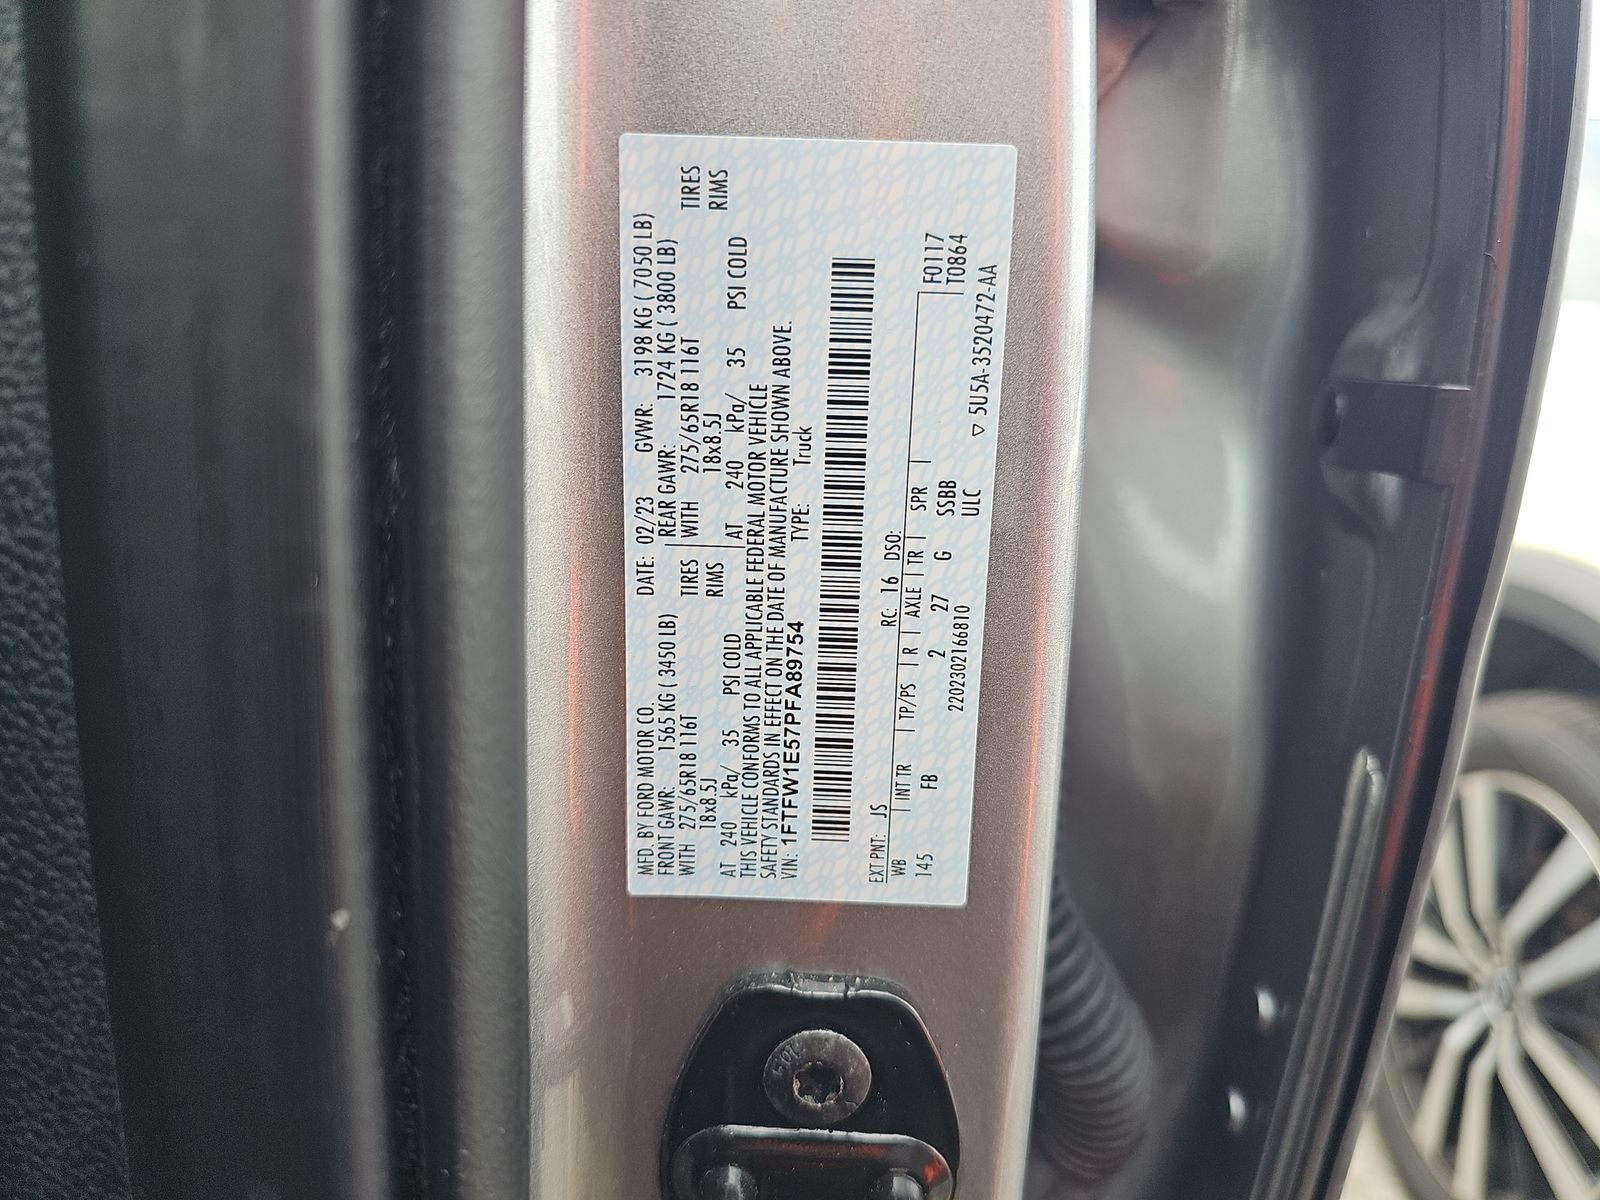 MFD. BY FORD MOTOR CO. DATE: 02/23 GVWR: 3198 KG ( 7050 LB)
FRONT GAWR: 1565 KG ( 3450 LB) REAR GAWR: 1724 KG ( 3800 LB)
WITH 275/65R18 116T TIRES WITH 275/65R18 116T TIRES
18x8.5J RIMS 18x8.5J RIMS
AT 240 kPa/ 35 PSI COLD AT 240 kPa/ 35 PSI COLD
THIS VEHICLE CONFORMS TO ALL APPLICABLE FEDERAL MOTOR VEHICLE
SAFETY STANDARDS IN EFFECT ON THE DATE OF MANUFACTURE SHOWN ABOVE.
VIN: 1FTFW1E57PFA89754 TYPE: Truck
EXT PNT: JS RC: 16 DSO:
WB | INT TR | TP/PS | R | AXLE | TR | SPR | F0117
145 FB 2 27 G SSBB T0864
2202302166810 ULC
▽ 5U5A-3520472-AA